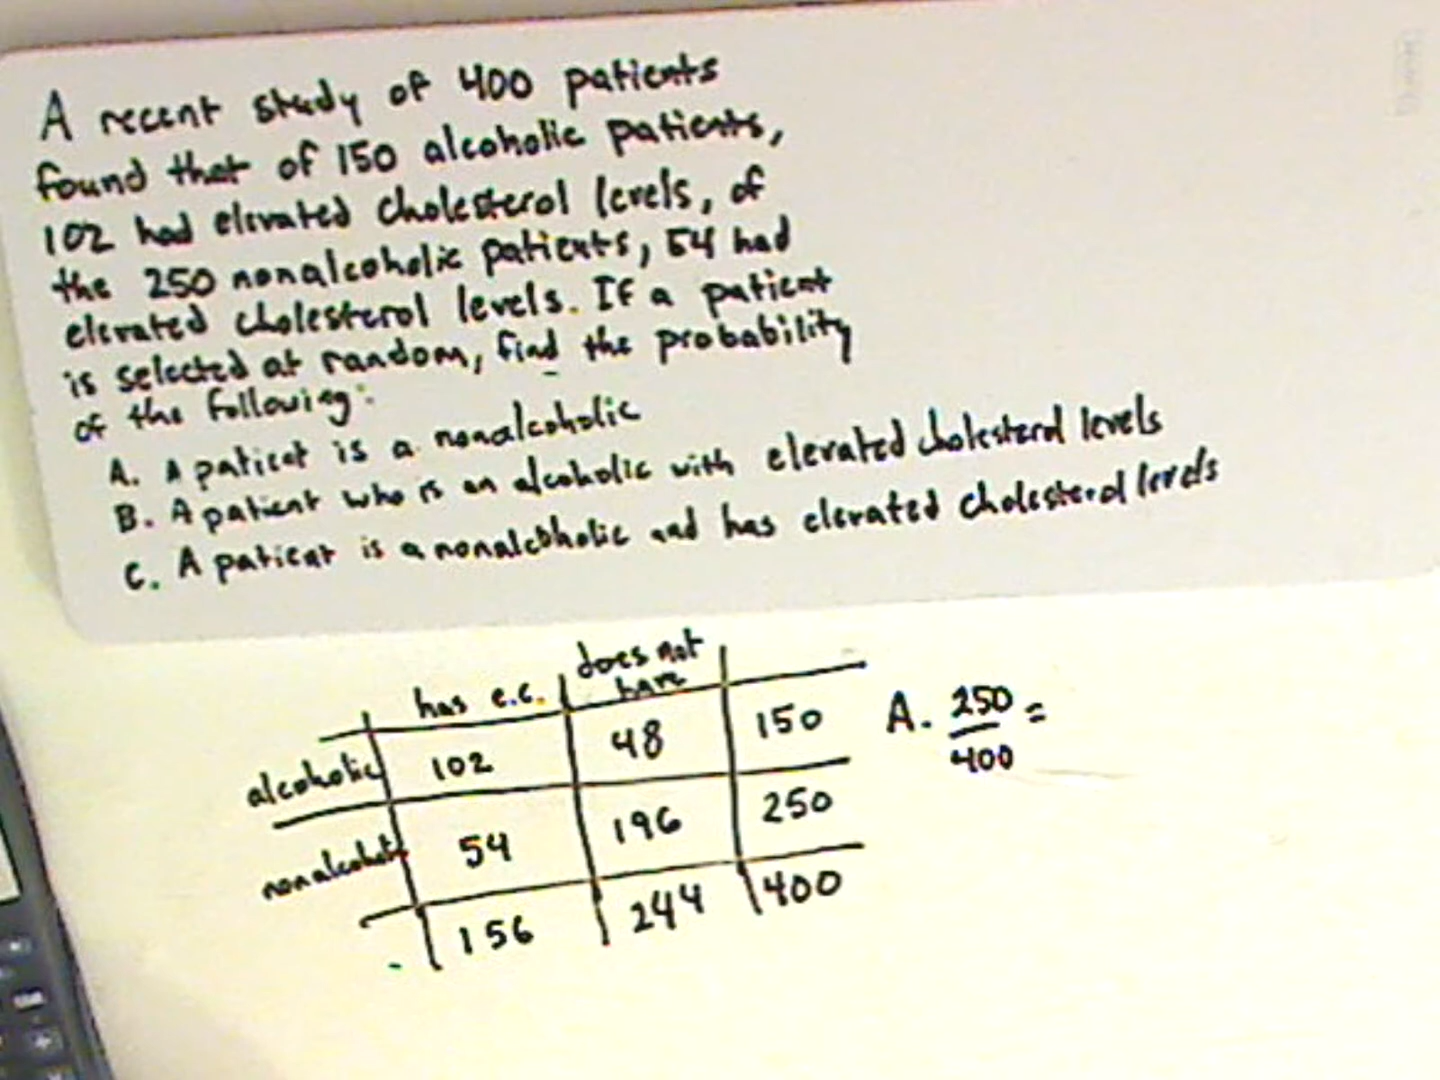 A recent study of 400 patients
found that of 150 alcoholic patients,
102 had elevated cholesterol levels, of
the 250 nonalcoholic patients, 54 had
elevated cholesterol levels. If a patient
is selected at random, find the probability
of the following:
A. A patient is a nonalcoholic
B. A patient who is an alcoholic with elevated cholesterol levels
C. A patient is a nonalcoholic and has elevated cholesterol levels
has e.c. does not have
alcoholic 102 48 150
nonalcoholic 54 196 250
156 244 400
A. 250
400 =